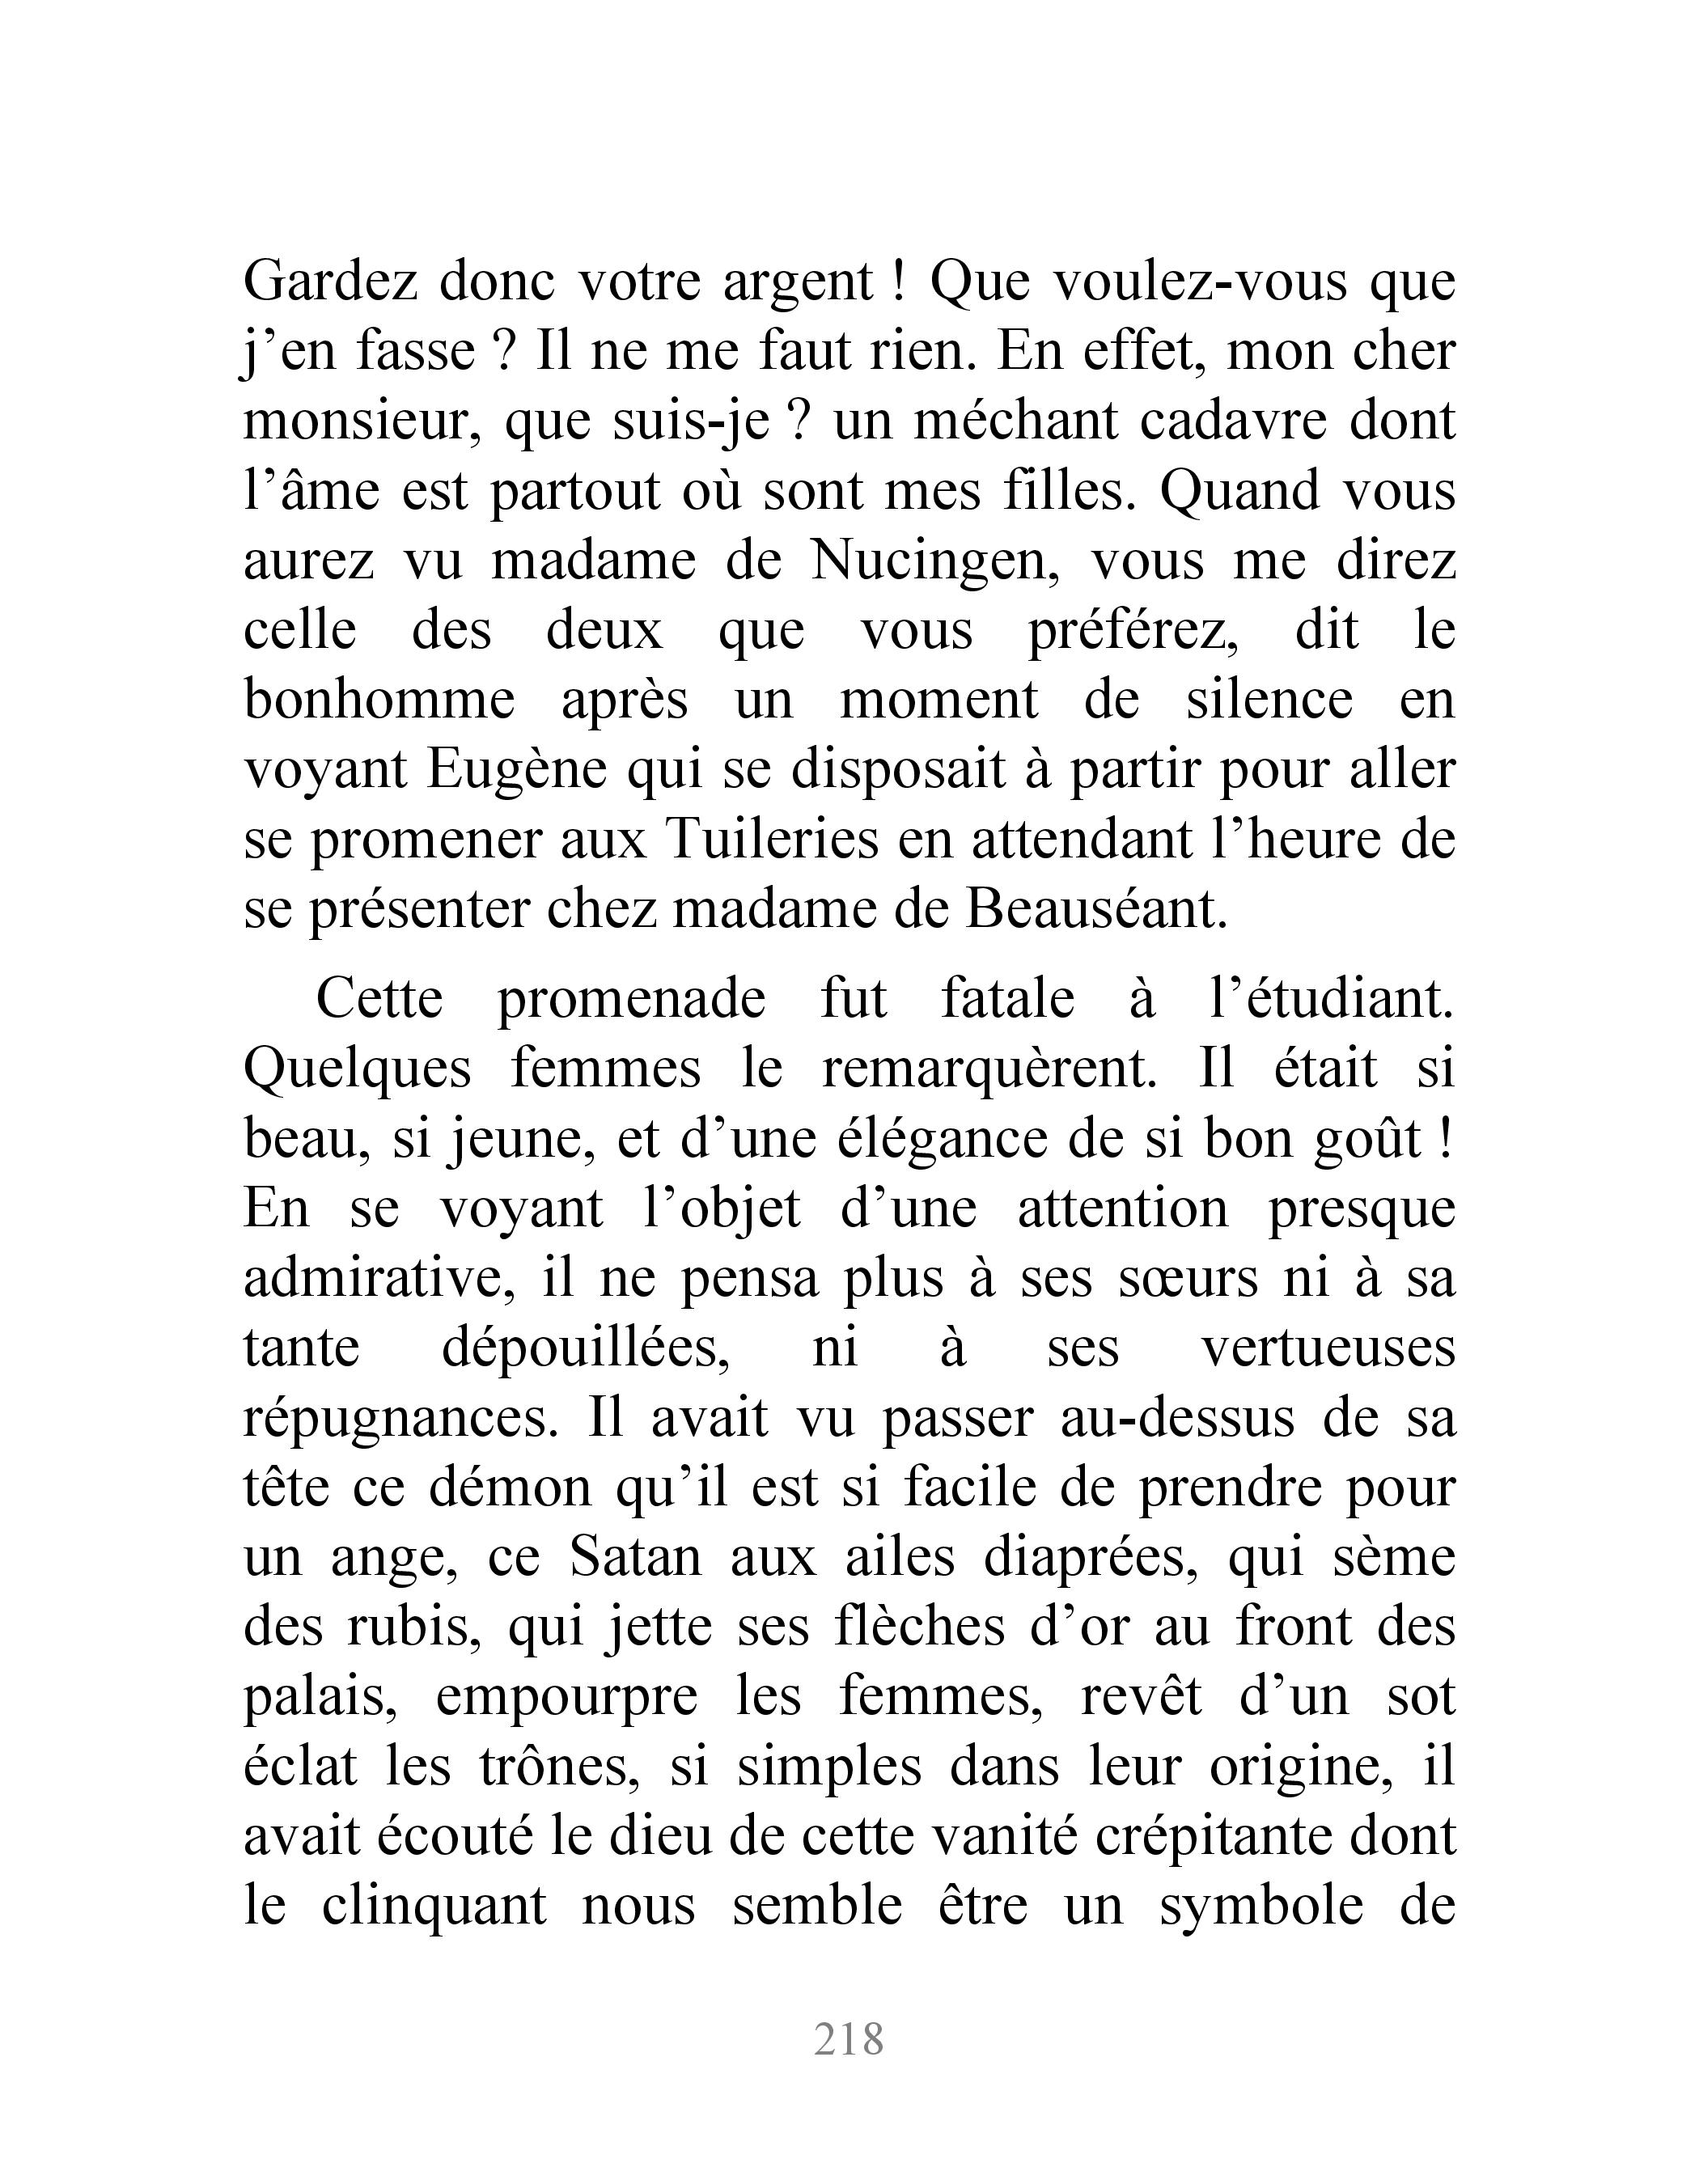 Gardez donc votre argent ! Que voulez-vous que
j’en fasse ? Il ne me faut rien. En effet, mon cher
monsieur, que suis-je ? un méchant cadavre dont
l’âme est partout où sont mes filles. Quand vous
aurez vu madame de Nucingen, vous me direz
celle des deux que vous préférez, dit le
bonhomme après un moment de silence en
voyant Eugène qui se disposait à partir pour aller
se promener aux Tuileries en attendant l’heure de
se présenter chez madame de Beauséant.
Cette promenade fut fatale à l’étudiant.
Quelques femmes le remarquèrent. Il était si
beau, si jeune, et d’une élégance de si bon goût !
En se voyant l’objet d’une attention presque
admirative, il ne pensa plus à ses sœurs ni à sa
tante dépouillées, ni à ses vertueuses
répugnances. Il avait vu passer au-dessus de sa
tête ce démon qu’il est si facile de prendre pour
un ange, ce Satan aux ailes diaprées, qui sème
des rubis, qui jette ses flèches d’or au front des
palais, empourpre les femmes, revêt d’un sot
éclat les trônes, si simples dans leur origine, il
avait écouté le dieu de cette vanité crépitante dont
le clinquant nous semble être un symbole de
218